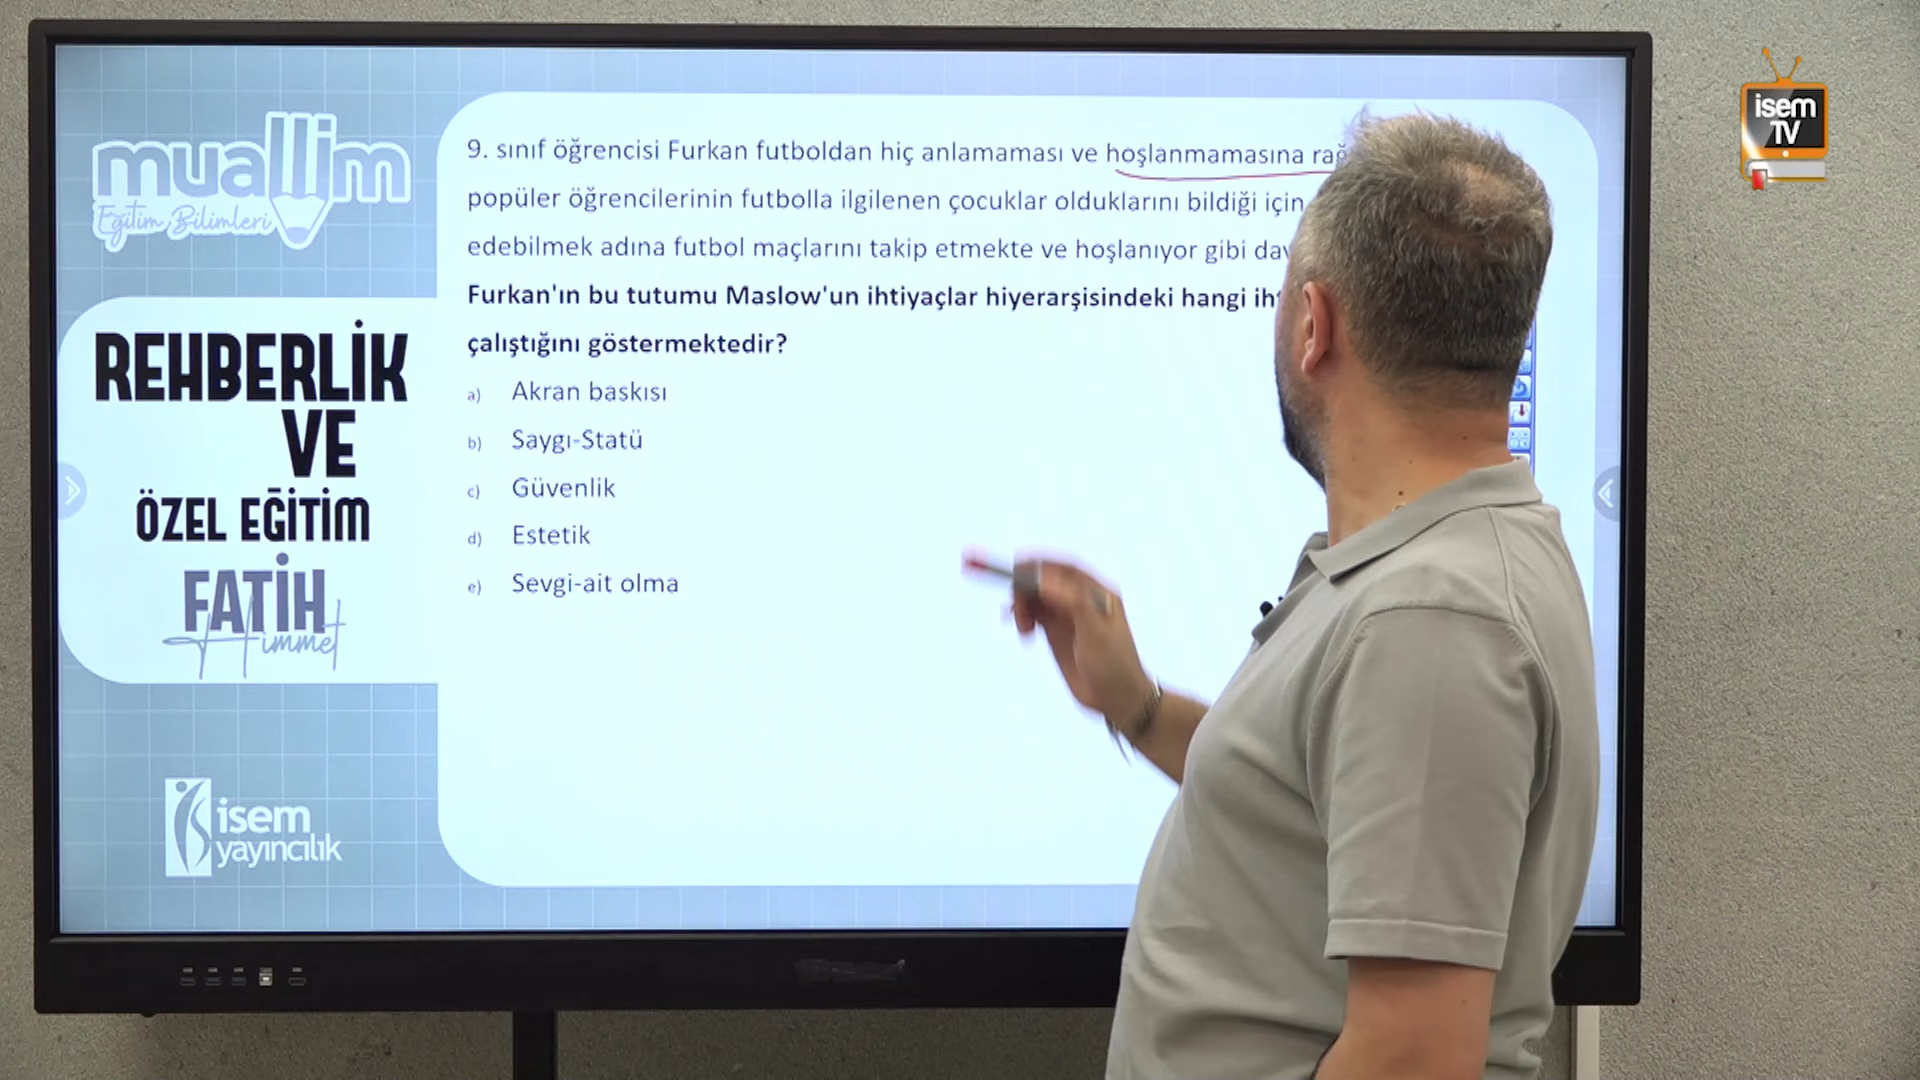 isem
TV
muallim
Eğitim Bilimleri
REHBERLİK
VE
ÖZEL EĞİTİM
FATİH
Himmet
isem
yayıncılık
9. sınıf öğrencisi Furkan futboldan hiç anlamaması ve hoşlanmamasına
popüler öğrencilerinin futbolla ilgilenen çocuklar olduklarını bildiği için
edebilmek adına futbol maçlarını takip etmekte ve hoşlanıyor gibi
Furkan'ın bu tutumu Maslow'un ihtiyaçlar hiyerarşisindeki hangi
çalıştığını göstermektedir?
a) Akran baskısı
b) Saygı-Statü
c) Güvenlik
d) Estetik
e) Sevgi-ait olma